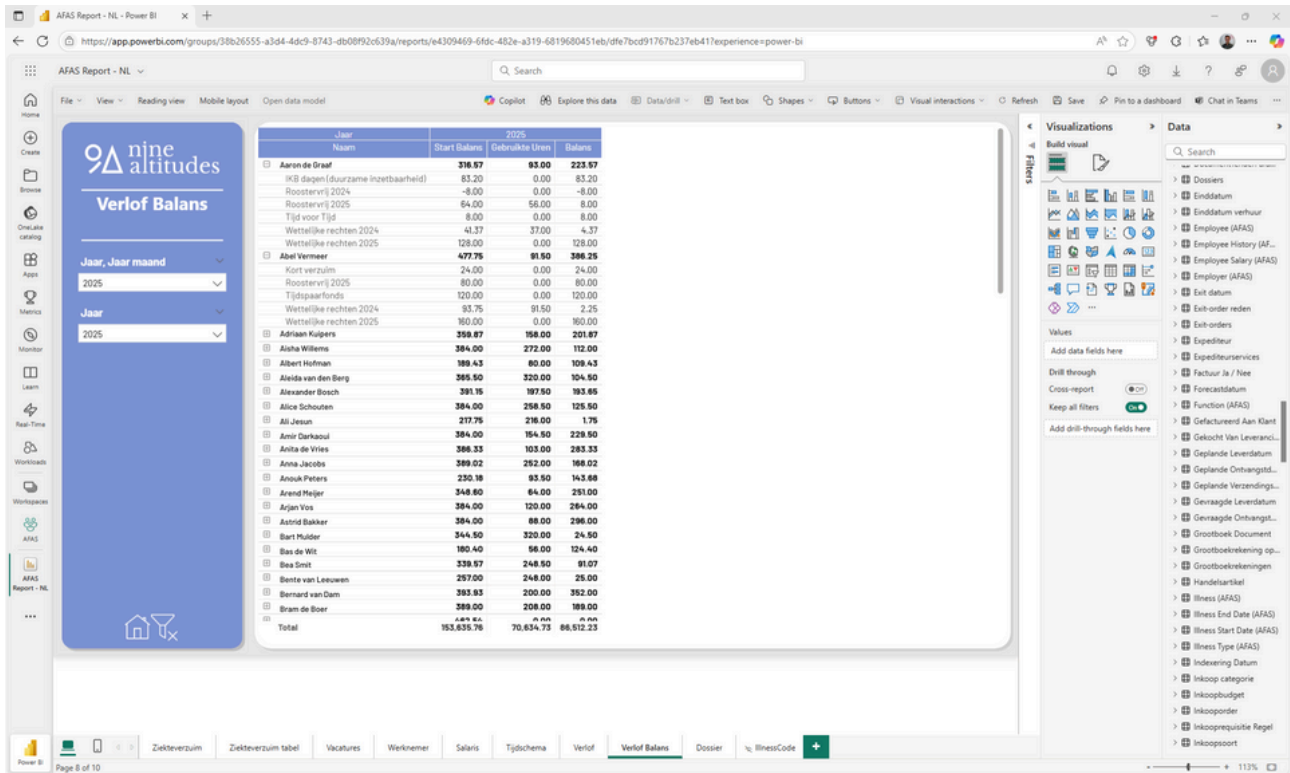 AFAS Report - NL - Power BI
https://app.powerbi.com/groups/38b26555-a3d4-4dc9-8743-db08f92c639a/reports/e4309469-6fdc-482e-a319-6819680451eb/dfe7bcd91767b237eb41?experience=power-bi
AFAS Report - NL
Search
File View Reading view Mobile layout Open data model Copilot Explore this data Data/drill Text box Shapes Buttons Visual interactions Refresh Save Pin to a dashboard Chat in Teams
Home
Create
Browse
OneLake catalog
Apps
Metrics
Monitor
Learn
Real-Time
Workloads
Workspaces
AFAS
AFAS Report - NL
Power BI
nine altitudes
Verlof Balans
Jaar, Jaar maand
2025
Jaar
2025
Jaar 2025
Naam Start Balans Gebruikte Uren Balans
Aaron de Graaf 316.57 93.00 223.57
IKB dagen (duurzame inzetbaarheid) 83.20 0.00 83.20
Roostervrij 2024 -8.00 0.00 -8.00
Roostervrij 2025 64.00 56.00 8.00
Tijd voor Tijd 8.00 0.00 8.00
Wettelijke rechten 2024 41.37 37.00 4.37
Wettelijke rechten 2025 128.00 0.00 128.00
Abel Vermeer 477.75 91.50 386.25
Kort verzuim 24.00 0.00 24.00
Roostervrij 2025 80.00 0.00 80.00
Tijdspaarfonds 120.00 0.00 120.00
Wettelijke rechten 2024 93.75 91.50 2.25
Wettelijke rechten 2025 160.00 0.00 160.00
Adriaan Kuipers 359.87 158.00 201.87
Aisha Willems 384.00 272.00 112.00
Albert Hofman 189.43 80.00 109.43
Aleida van den Berg 365.50 320.00 104.50
Alexander Bosch 391.15 197.50 193.65
Alice Schouten 384.00 258.50 125.50
Ali Jesun 217.75 216.00 1.75
Amir Darkaoui 384.00 154.50 229.50
Anita de Vries 386.33 103.00 283.33
Anna Jacobs 389.02 252.00 168.02
Anouk Peters 230.18 93.50 143.68
Arend Meijer 348.60 64.00 251.00
Arjan Vos 384.00 120.00 264.00
Astrid Bakker 384.00 88.00 296.00
Bart Mulder 344.50 320.00 24.50
Bas de Wit 180.40 56.00 124.40
Bea Smit 339.57 248.50 91.07
Bente van Leeuwen 257.00 248.00 25.00
Bernard van Dam 393.93 200.00 352.00
Bram de Boer 389.00 208.00 189.00
Total 153,635.76 70,634.73 86,512.23
Filters
Visualizations
Build visual
Values
Add data fields here
Drill through
Cross-report Off
Keep all filters On
Add drill-through fields here
Data
Search
Dossiers
Einddatum
Einddatum verhuur
Employee (AFAS)
Employee History (AF...
Employee Salary (AFAS)
Employer (AFAS)
Exit datum
Exit-order reden
Exit-orders
Expediteur
Expediteurservices
Factuur Ja / Nee
Forecastdatum
Function (AFAS)
Gefactureerd Aan Klant
Gekocht Van Leveranci...
Geplande Leverdatum
Geplande Ontvangstd...
Geplande Verzendings...
Gevraagde Leverdatum
Gevraagde Ontvangst...
Grootboek Document
Grootboekrekening op...
Grootboekrekeningen
Handelsartikel
Illness (AFAS)
Illness End Date (AFAS)
Illness Start Date (AFAS)
Illness Type (AFAS)
Indexering Datum
Inkoop categorie
Inkoopbudget
Inkooporder
Inkooprequisitie Regel
Inkoopsoort
Ziekteverzuim Ziekteverzuim tabel Vacatures Werknemer Salaris Tijdschema Verlof Verlof Balans Dossier IllnessCode
Page 8 of 10
113%